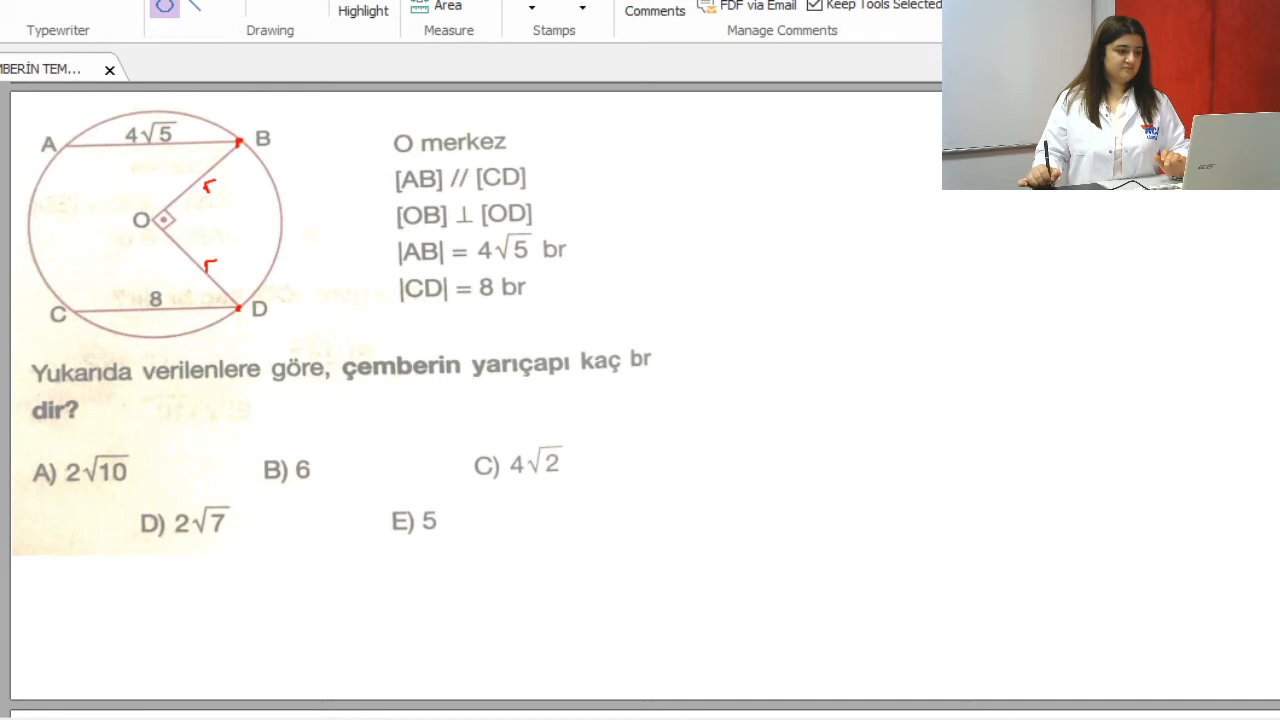 Highlight
Area
Comments
FDF via Email
Keep Tools Selected
Typewriter
Drawing
Measure
Stamps
Manage Comments
MBERİN TEM...
A
4√5
B
r
O
r
8
C
D
O merkez
[AB] // [CD]
[OB] ⊥ [OD]
|AB| = 4√5 br
|CD| = 8 br
Yukarıda verilenlere göre, çemberin yarıçapı kaç br
dir?
A) 2√10
B) 6
C) 4√2
D) 2√7
E) 5